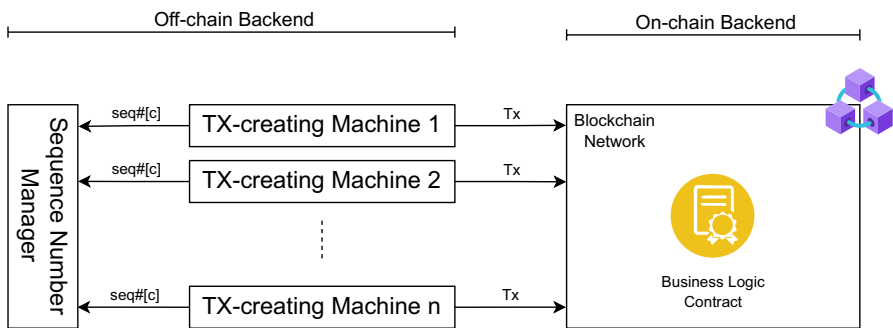 Off-chain Backend
On-chain Backend
Sequence Number
Manager
seq#[c]
TX-creating Machine 1
Tx
seq#[c]
TX-creating Machine 2
Tx
seq#[c]
TX-creating Machine n
Tx
Blockchain
Network
Business Logic
Contract